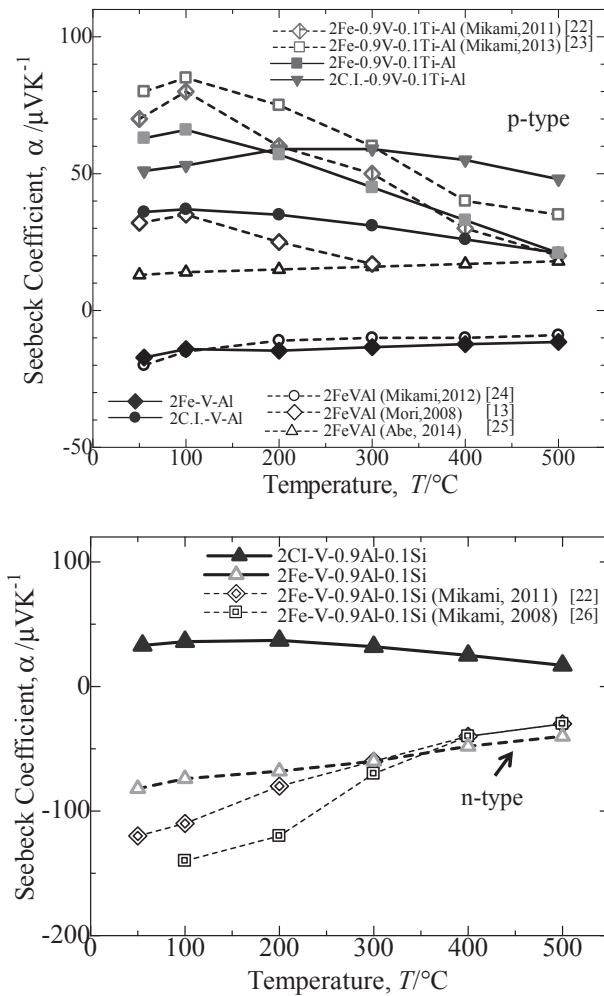 100
50
0
-50
Seebeck Coefficient, α /μVK⁻¹
2Fe-0.9V-0.1Ti-Al (Mikami,2011) [22]
2Fe-0.9V-0.1Ti-Al (Mikami,2013) [23]
2Fe-0.9V-0.1Ti-Al
2C.I.-0.9V-0.1Ti-Al
p-type
2Fe-V-Al
2C.I.-V-Al
2FeVAl (Mikami,2012) [24]
2FeVAl (Mori,2008) [13]
2FeVAl (Abe, 2014) [25]
0 100 200 300 400 500
Temperature, T/°C
100
0
-100
-200
Seebeck Coefficient, α /μVK⁻¹
2CI-V-0.9Al-0.1Si
2Fe-V-0.9Al-0.1Si
2Fe-V-0.9Al-0.1Si (Mikami, 2011) [22]
2Fe-V-0.9Al-0.1Si (Mikami, 2008) [26]
n-type
0 100 200 300 400 500
Temperature, T/°C